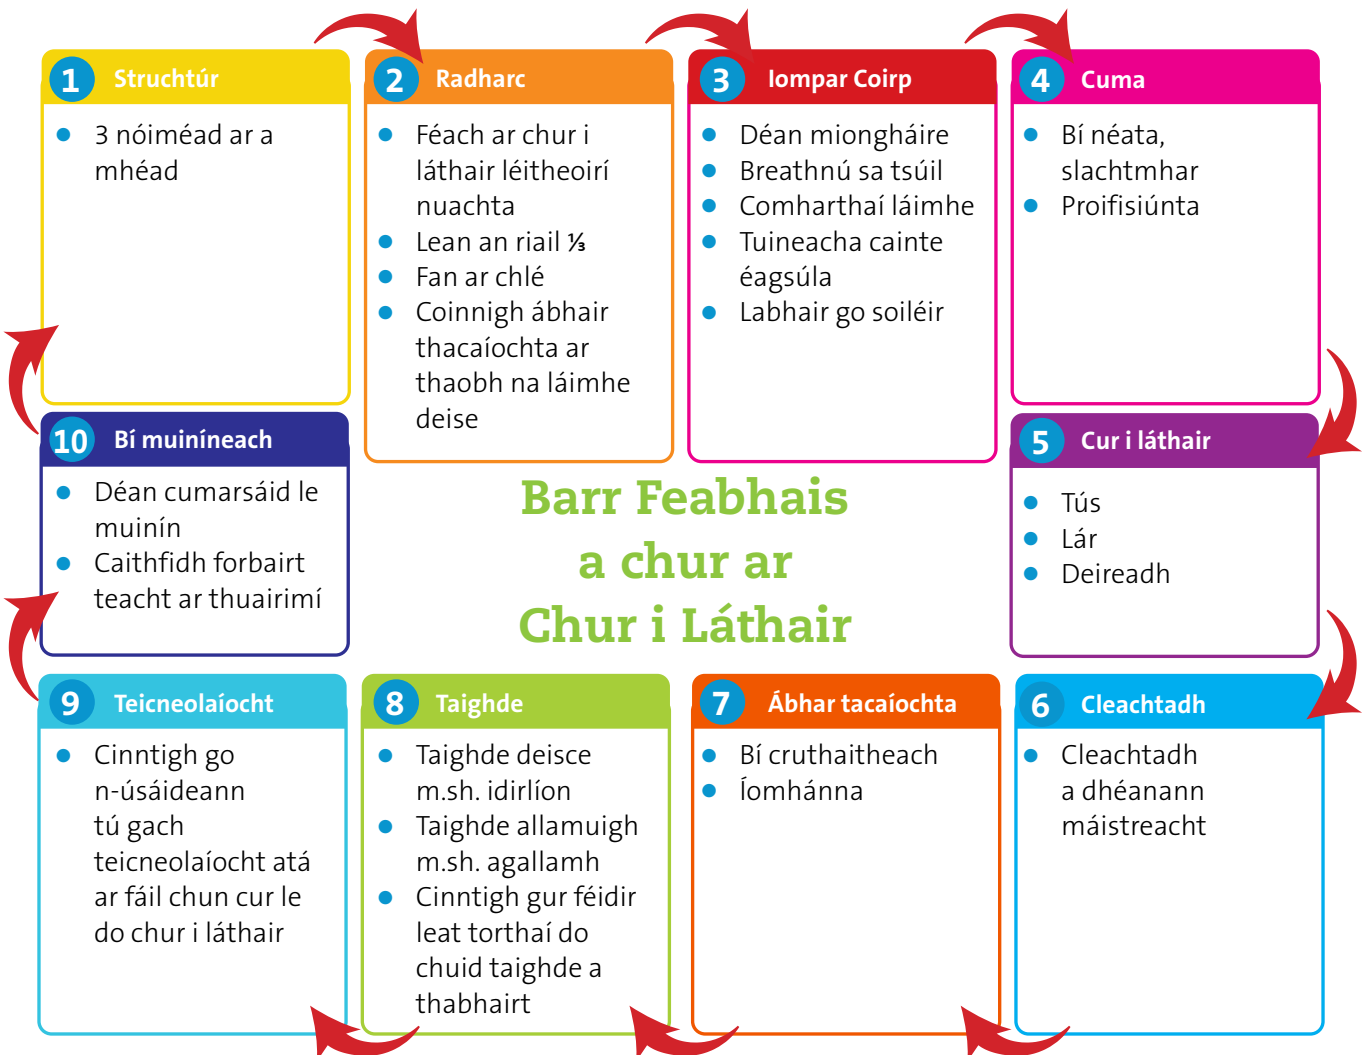 1 Struchtúr
3 nóiméad ar a
mhéad
2 Radharc
Féach ar chur i
láthair léitheoirí
nuachta
Lean an riail ⅓
Fan ar chlé
Coinnigh ábhair
thacaíochta ar
thaobh na láimhe
deise
3 Iompar Coirp
Déan miongháire
Breathnú sa tsúil
Comharthaí láimhe
Tuineacha cainte
éagsúla
Labhair go soiléir
4 Cuma
Bí néata,
slachtmhar
Proifisiúnta
5 Cur i láthair
Tús
Lár
Deireadh
6 Cleachtadh
Cleachtadh
a dhéanann
máistreacht
7 Ábhar tacaíochta
Bí cruthaitheach
Íomhánna
8 Taighde
Taighde deisce
m.sh. idirlíon
Taighde allamuigh
m.sh. agallamh
Cinntigh gur féidir
leat torthaí do
chuid taighde a
thabhairt
9 Teicneolaíocht
Cinntigh go
n-úsáideann
tú gach
teicneolaíocht atá
ar fáil chun cur le
do chur i láthair
10 Bí muiníneach
Déan cumarsáid le
muinín
Caithfidh forbairt
teacht ar thuairimí
Barr Feabhais
a chur ar
Chur i Láthair